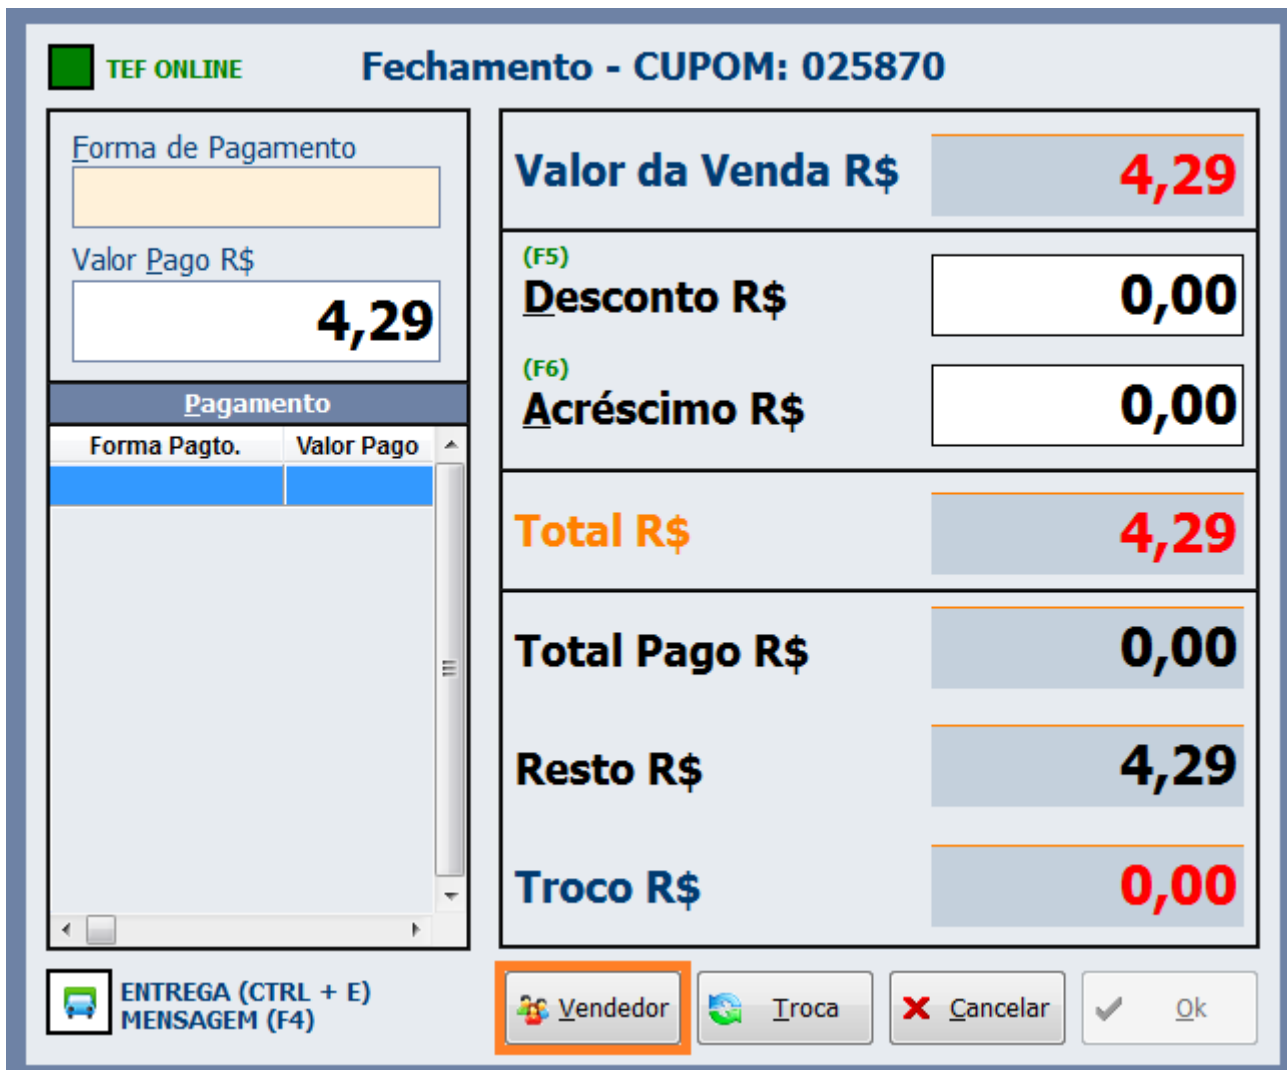 TEF ONLINE
Fechamento - CUPOM: 025870
Forma de Pagamento
Valor Pago R$
4,29
Pagamento
Forma Pagto. Valor Pago
Valor da Venda R$ 4,29
(F5)
Desconto R$ 0,00
(F6)
Acréscimo R$ 0,00
Total R$ 4,29
Total Pago R$ 0,00
Resto R$ 4,29
Troco R$ 0,00
ENTREGA (CTRL + E)
MENSAGEM (F4)
Vendedor Troca Cancelar Ok